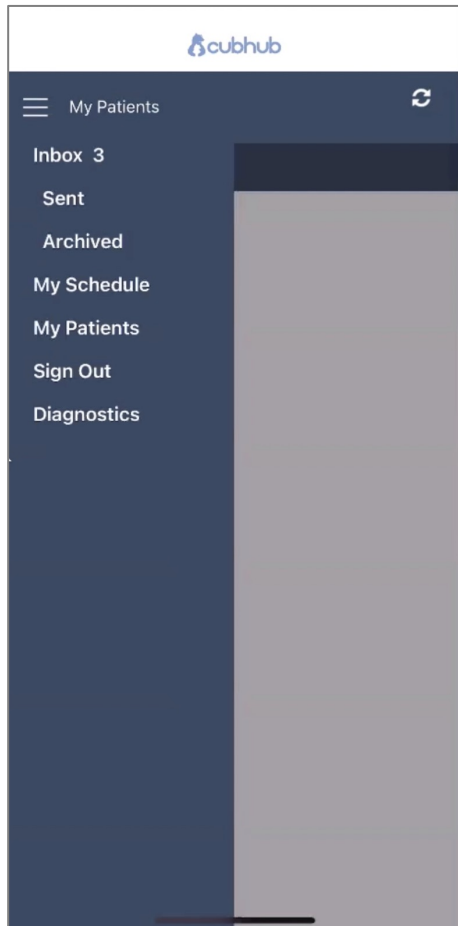 cubhub
My Patients
Inbox 3
Sent
Archived
My Schedule
My Patients
Sign Out
Diagnostics